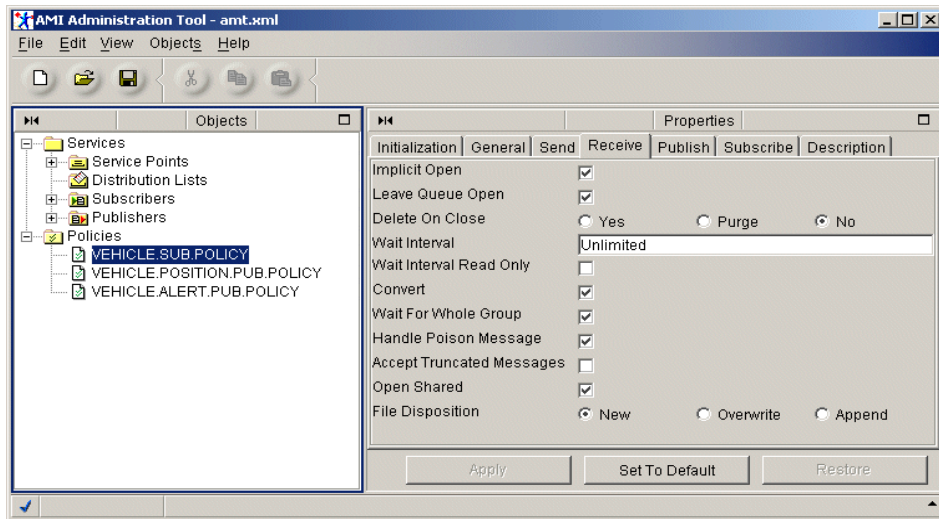 AMI Administration Tool - amt.xml
File Edit View Objects Help
Objects
Services
Service Points
Distribution Lists
Subscribers
Publishers
Policies
VEHICLE.SUB.POLICY
VEHICLE.POSITION.PUB.POLICY
VEHICLE.ALERT.PUB.POLICY
Properties
Initialization General Send Receive Publish Subscribe Description
Implicit Open
Leave Queue Open
Delete On Close Yes Purge No
Wait Interval Unlimited
Wait Interval Read Only
Convert
Wait For Whole Group
Handle Poison Message
Accept Truncated Messages
Open Shared
File Disposition New Overwrite Append
Apply Set To Default Restore